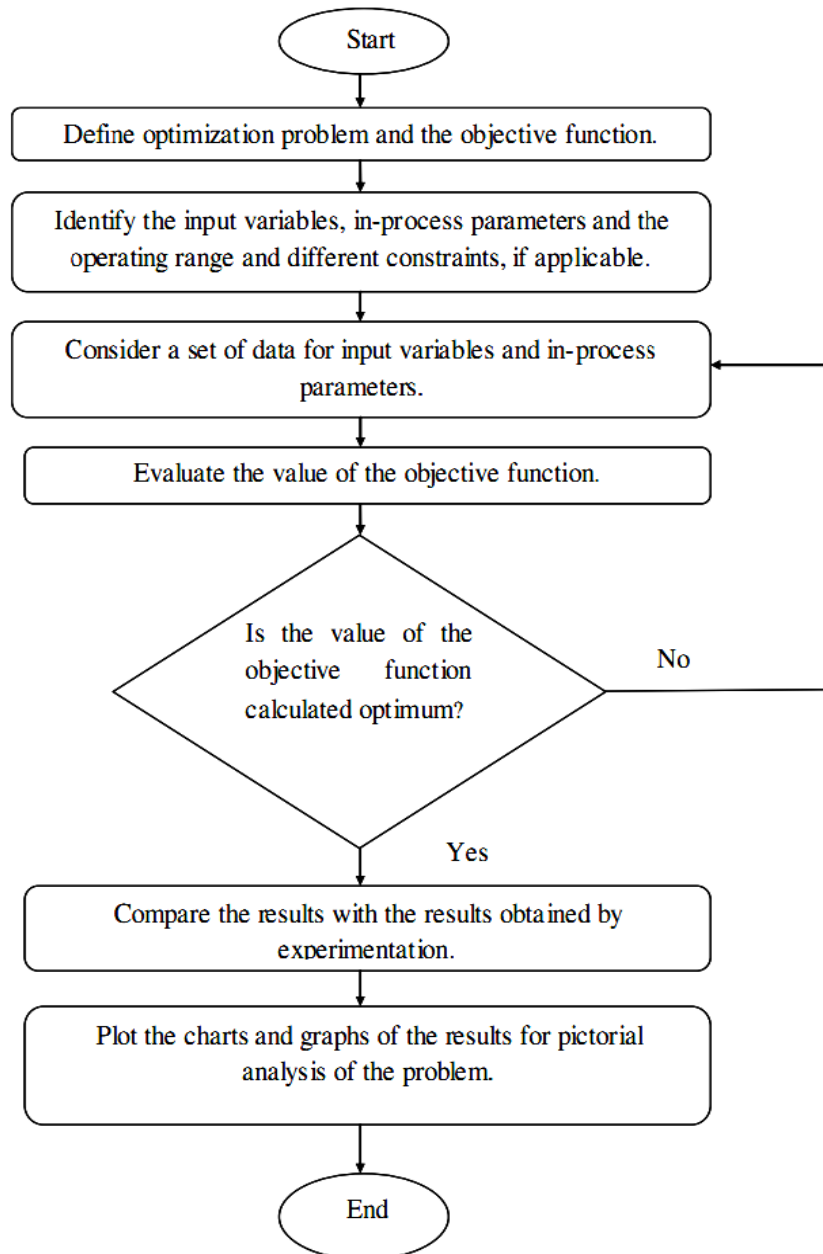 Start
Define optimization problem and the objective function.
Identify the input variables, in-process parameters and the
operating range and different constraints, if applicable.
Consider a set of data for input variables and in-process
parameters.
Evaluate the value of the objective function.
Is the value of the
objective function
calculated optimum?
No
Yes
Compare the results with the results obtained by
experimentation.
Plot the charts and graphs of the results for pictorial
analysis of the problem.
End